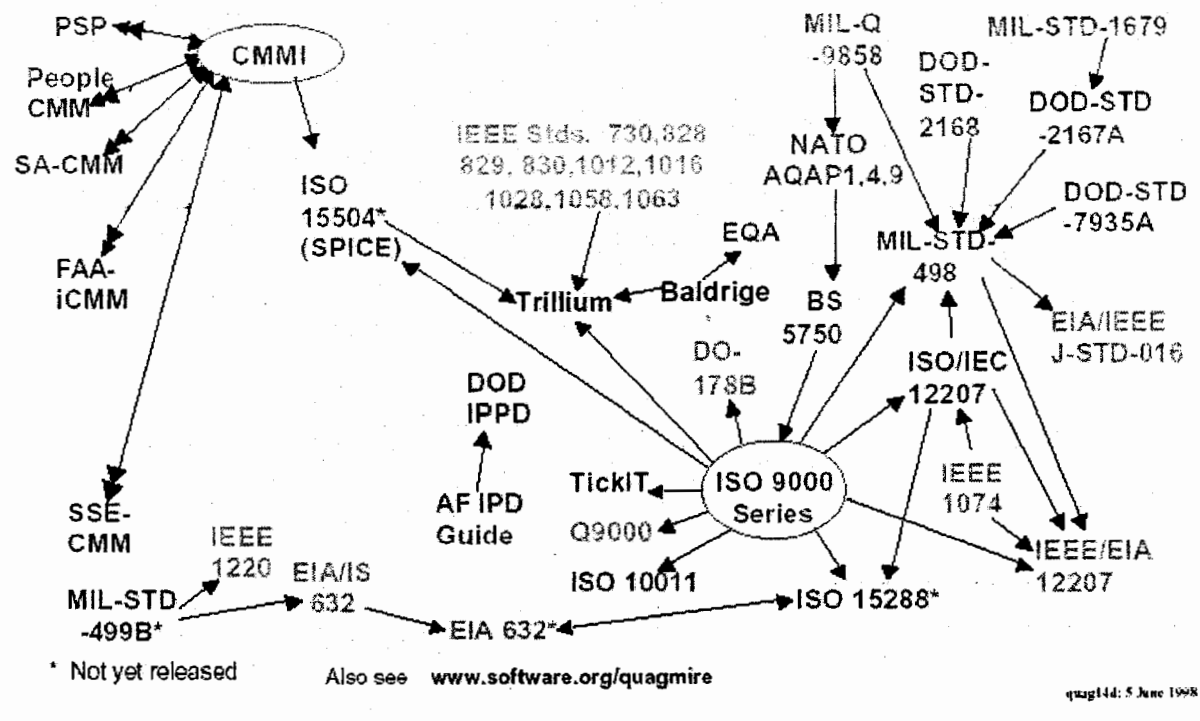 PSP
CMMI
People
CMM
SA-CMM
FAA-
iCMM
SSE-
CMM
ISO
15504*
(SPICE)
IEEE Stds. 730,828
829, 830,1012,1016
1028,1058,1063
MIL-Q
-9858
MIL-STD-1679
DOD-
STD-
2168
DOD-STD
-2167A
NATO
AQAP1,4,9
DOD-STD
-7935A
EQA
MIL-STD-
498
Trillium
Baldrige
BS
5750
EIA/IEEE
J-STD-016
DO-
178B
ISO/IEC
12207
DOD
IPPD
AF IPD
Guide
TickIT
ISO 9000
Series
IEEE
1074
Q9000
ISO 10011
IEEE/EIA
12207
IEEE
1220
EIA/IS
632
MIL-STD
-499B*
EIA 632*
ISO 15288*
* Not yet released
Also see www.software.org/quagmire
quag14d: 5 June 1998